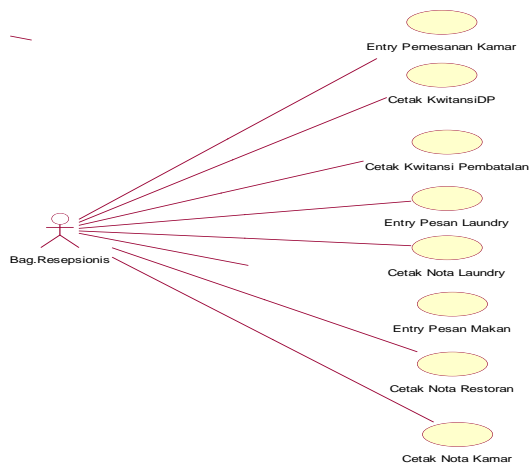 Entry Pemesanan Kamar
Cetak KwitansiDP
Cetak Kwitansi Pembatalan
Entry Pesan Laundry
Bag.Resepsionis
Cetak Nota Laundry
Entry Pesan Makan
Cetak Nota Restoran
Cetak Nota Kamar